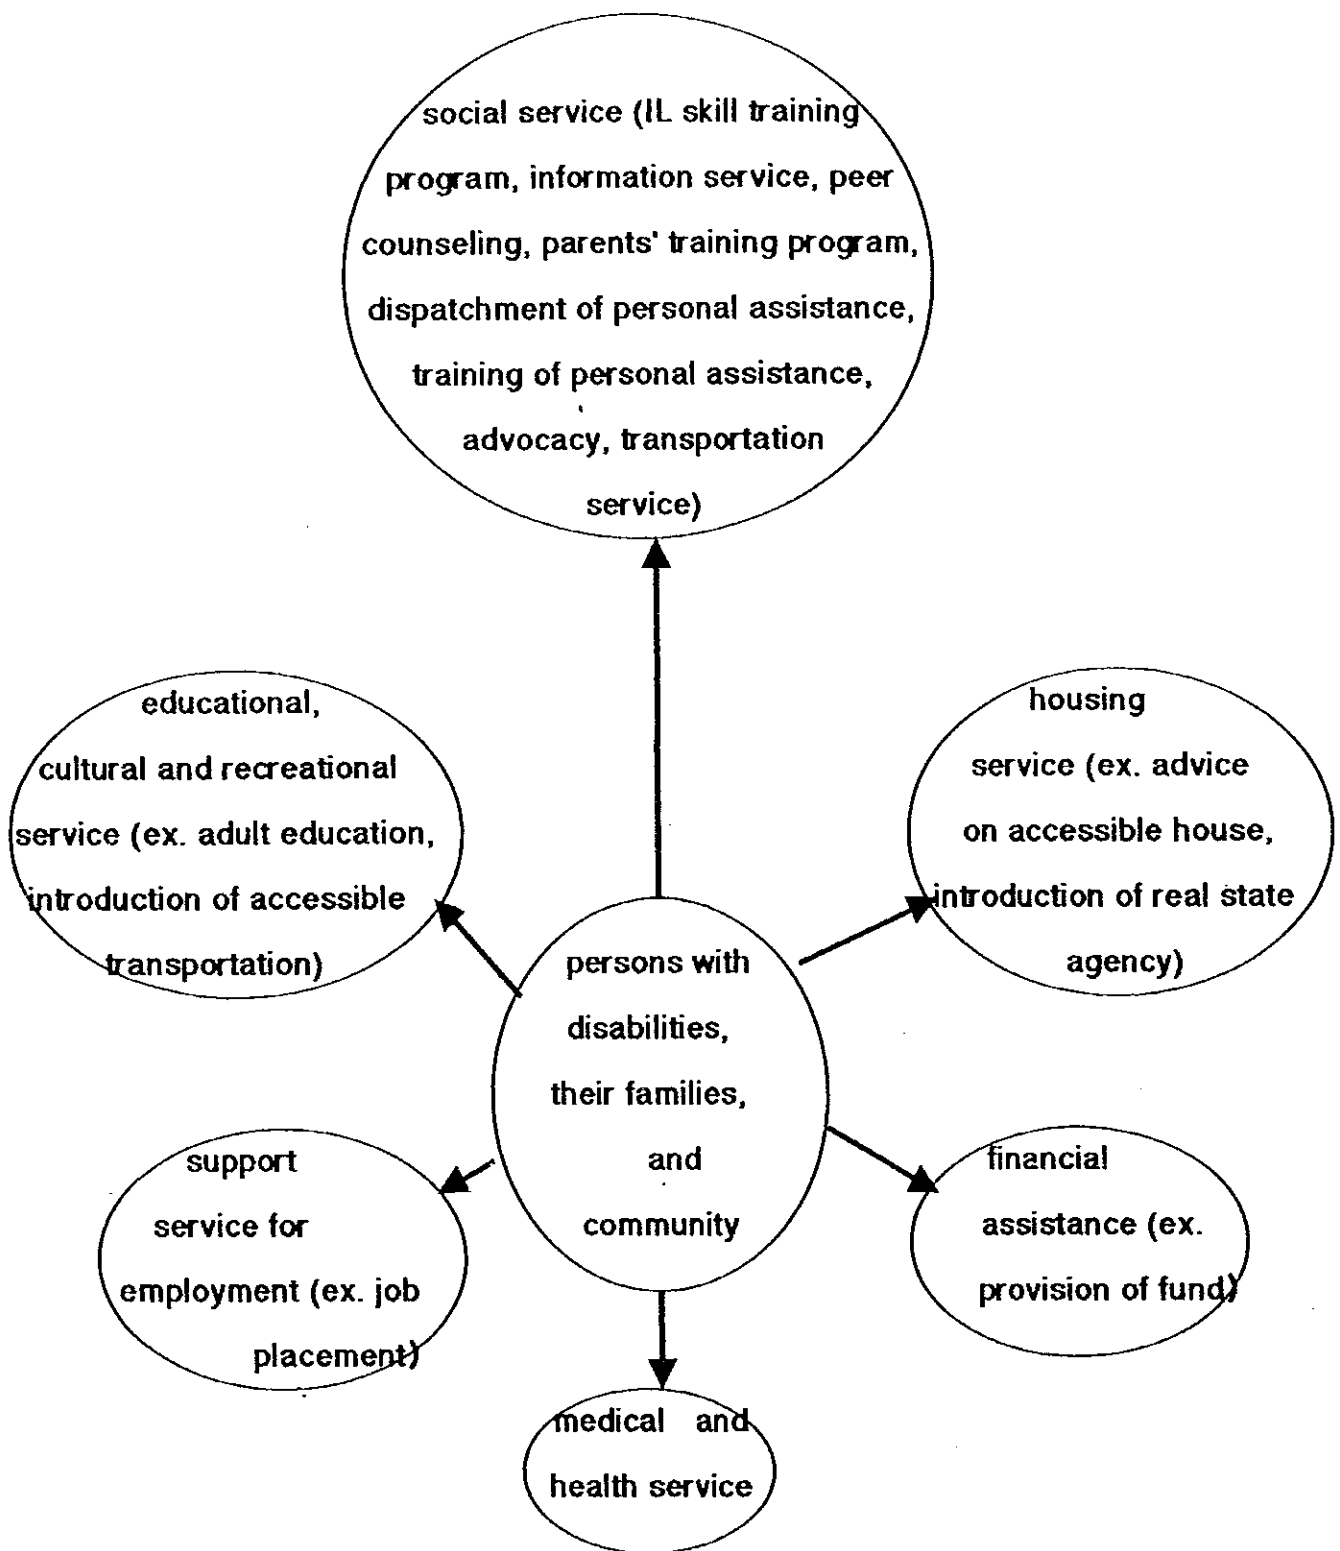 social service (IL skill training
program, information service, peer
counseling, parents' training program,
dispatchment of personal assistance,
training of personal assistance,
advocacy, transportation
service)
educational,
cultural and recreational
service (ex. adult education,
introduction of accessible
transportation)
housing
service (ex. advice
on accessible house,
introduction of real state
agency)
persons with
disabilities,
their families,
and
community
support
service for
employment (ex. job
placement)
financial
assistance (ex.
provision of fund)
medical and
health service